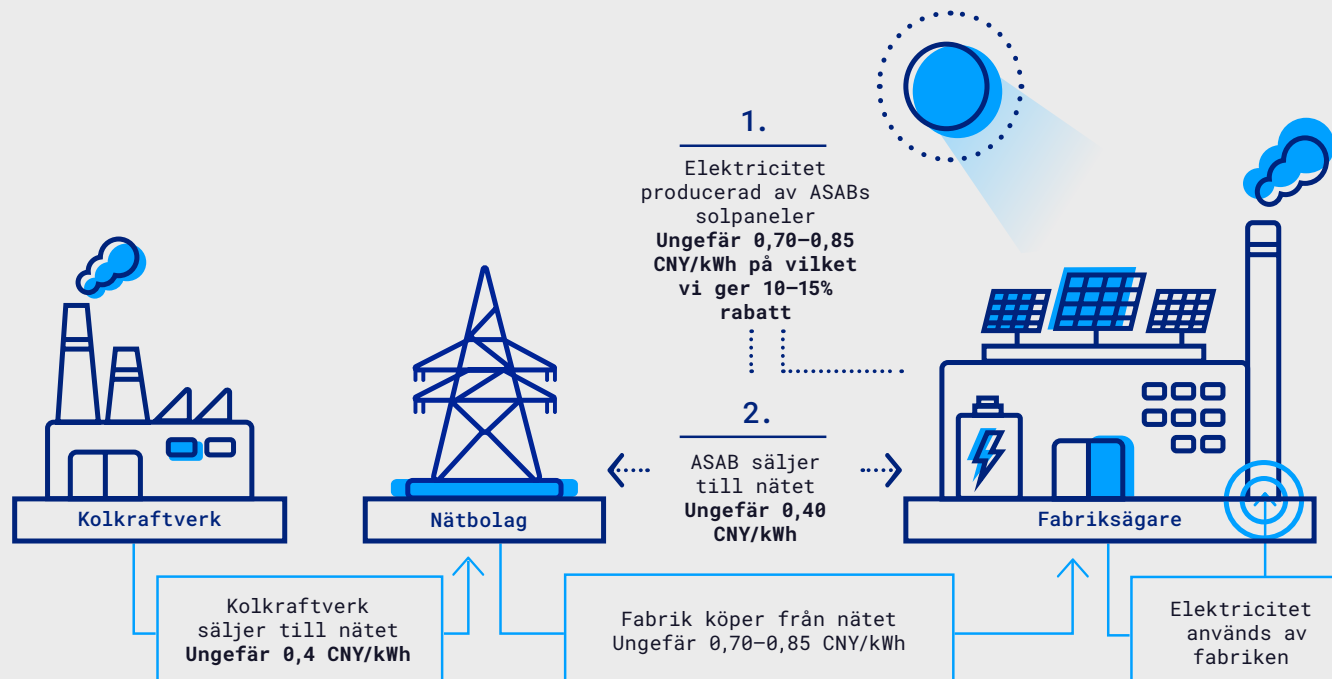 1.
Elektricitet
producerad av ASABs
solpaneler
Ungefär 0,70–0,85
CNY/kWh på vilket
vi ger 10–15%
rabatt
2.
ASAB säljer
till nätet
Ungefär 0,40
CNY/kWh
Kolkraftverk
Nätbolag
Fabriksägare
Kolkraftverk
säljer till nätet
Ungefär 0,4 CNY/kWh
Fabrik köper från nätet
Ungefär 0,70–0,85 CNY/kWh
Elektricitet
används av
fabriken